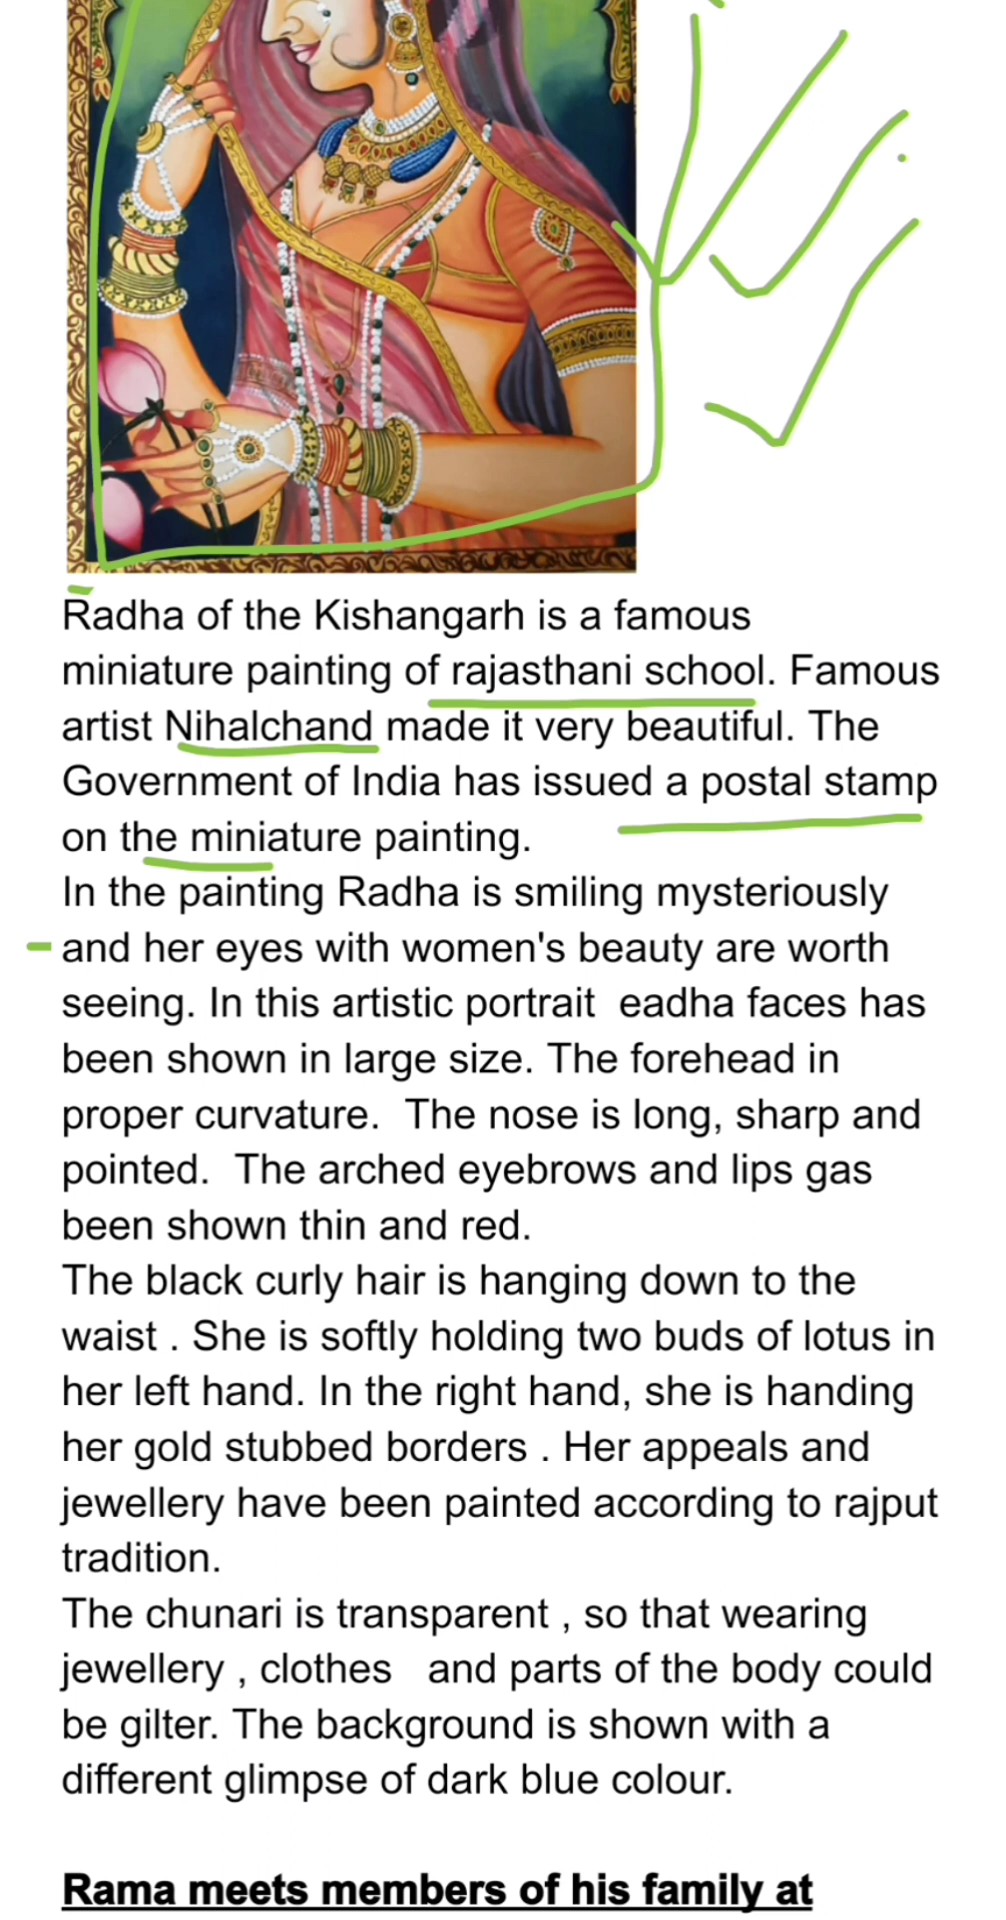 Radha of the Kishangarh is a famous
miniature painting of rajasthani school. Famous
artist Nihalchand made it very beautiful. The
Government of India has issued a postal stamp
on the miniature painting.
In the painting Radha is smiling mysteriously
and her eyes with women's beauty are worth
seeing. In this artistic portrait  eadha faces has
been shown in large size. The forehead in
proper curvature.  The nose is long, sharp and
pointed.  The arched eyebrows and lips gas
been shown thin and red.
The black curly hair is hanging down to the
waist . She is softly holding two buds of lotus in
her left hand. In the right hand, she is handing
her gold stubbed borders . Her appeals and
jewellery have been painted according to rajput
tradition.
The chunari is transparent , so that wearing
jewellery , clothes   and parts of the body could
be gilter. The background is shown with a
different glimpse of dark blue colour.
Rama meets members of his family at